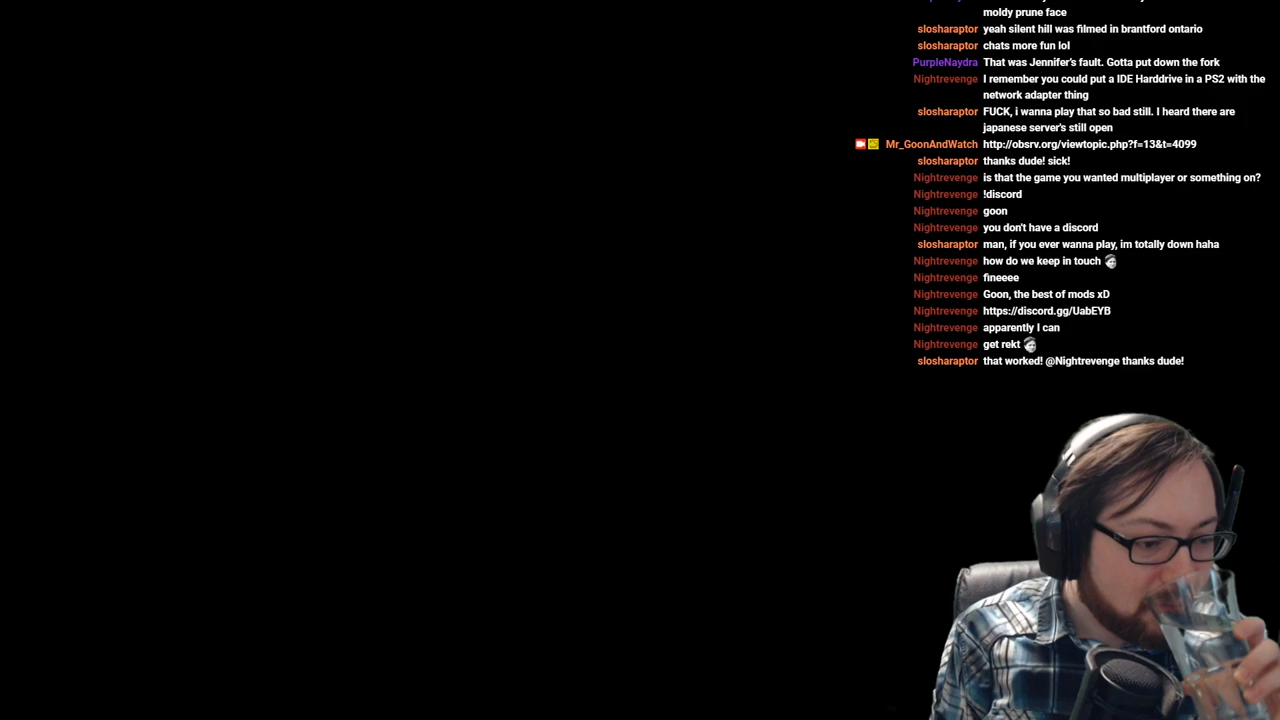 moldy prune face
slosharaptor yeah silent hill was filmed in brantford ontario
slosharaptor chats more fun lol
PurpleNaydra That was Jennifer's fault. Gotta put down the fork
Nightrevenge I remember you could put a IDE Harddrive in a PS2 with the
network adapter thing
slosharaptor FUCK, i wanna play that so bad still. I heard there are
japanese server's still open
Mr_GoonAndWatch http://obsrv.org/viewtopic.php?f=13&t=4099
slosharaptor thanks dude! sick!
Nightrevenge is that the game you wanted multiplayer or something on?
Nightrevenge !discord
Nightrevenge goon
Nightrevenge you don't have a discord
slosharaptor man, if you ever wanna play, im totally down haha
Nightrevenge how do we keep in touch
Nightrevenge fineeee
Nightrevenge Goon, the best of mods xD
Nightrevenge https://discord.gg/UabEYB
Nightrevenge apparently I can
Nightrevenge get rekt
slosharaptor that worked! @Nightrevenge thanks dude!